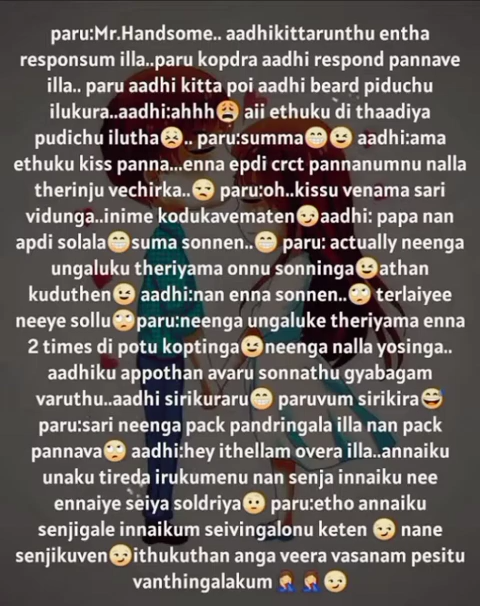 paru:Mr.Handsome.. aadhikittarunthu entha
responsum illa..paru kopdra aadhi respond pannave
illa.. paru aadhi kitta poi aadhi beard piduchu
ilukura..aadhi:ahhh😩 aii ethuku di thaadiya
pudichu ilutha😣.. paru:summa😁😉 aadhi:ama
ethuku kiss panna...enna epdi crct pannanumnu nalla
therinju vechirka..😒 paru:oh..kissu venama sari
vidunga..inime kodukavematen😏aadhi: papa nan
apdi solala😁suma sonnen..😁 paru: actually neenga
ungaluku theriyama onnu sonninga😉athan
kuduthen😉 aadhi:nan enna sonnen..🙄 terlaiyee
neeye sollu🙄paru:neenga ungaluke theriyama enna
2 times di potu koptinga😉neenga nalla yosinga..
aadhiku appothan avaru sonnathu gyabagam
varuthu..aadhi sirikuraru😁 paruvum sirikira😅
paru:sari neenga pack pandringala illa nan pack
pannava🙄 aadhi:hey ithellam overa illa..annaiku
unaku tireda irukumenu nan senja innaiku nee
ennaiye seiya soldriya🙁 paru:etho annaiku
senjigale innaikum seivingalonu keten 😏 nane
senjikuven😏ithukuthan anga veera vasanam pesitu
vanthingalakum🤦‍♀️🤦‍♀️😏